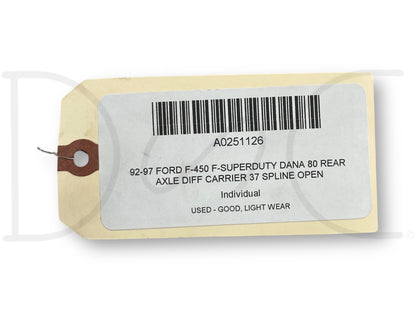 A0251126
92-97 FORD F-450 F-SUPERDUTY DANA 80 REAR
AXLE DIFF CARRIER 37 SPLINE OPEN
Individual
USED - GOOD, LIGHT WEAR